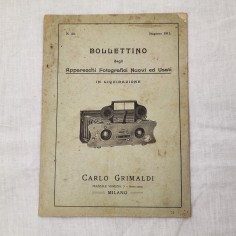 BOLLETTINO
degli
Apparecchi Fotografici Nuovi ed Usati
IN LIQUIDAZIONE
CARLO GRIMALDI
MILANO